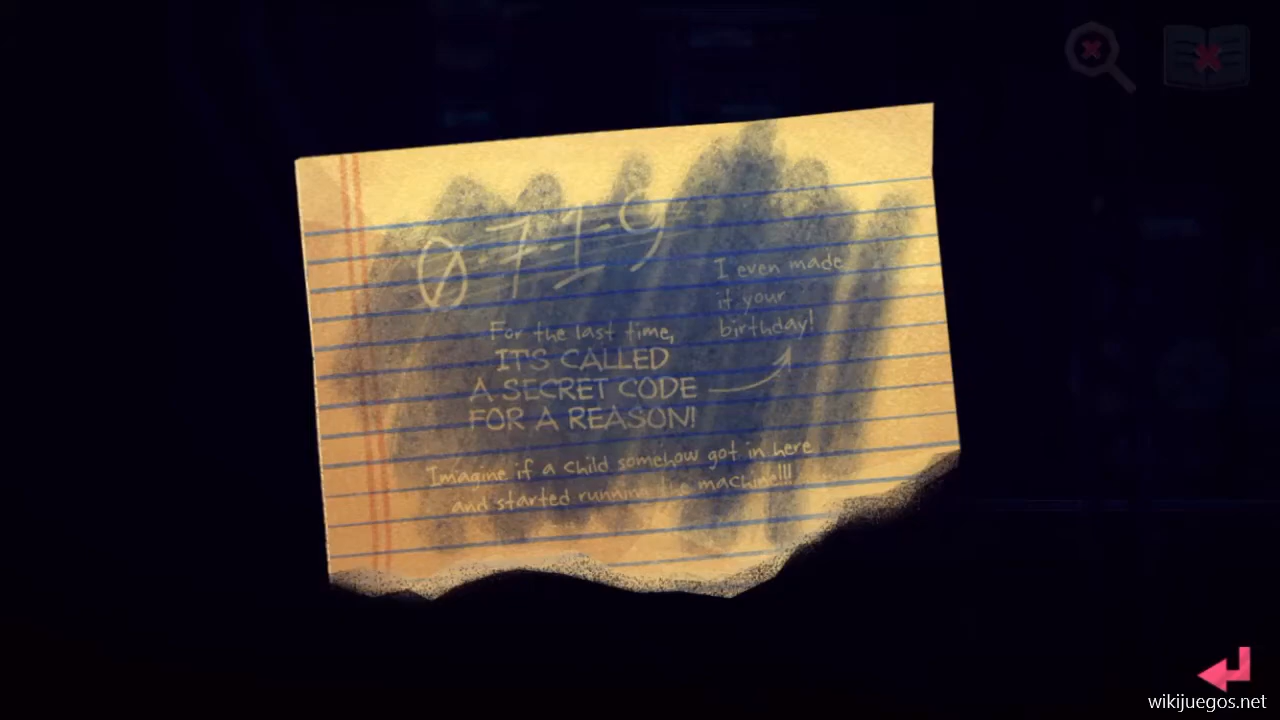 0-7-1-9
I even made
it your
birthday!
For the last time,
IT'S CALLED
A SECRET CODE
FOR A REASON!
Imagine if a child somehow got in here
and started running the machine!!!
wikijuegos.net